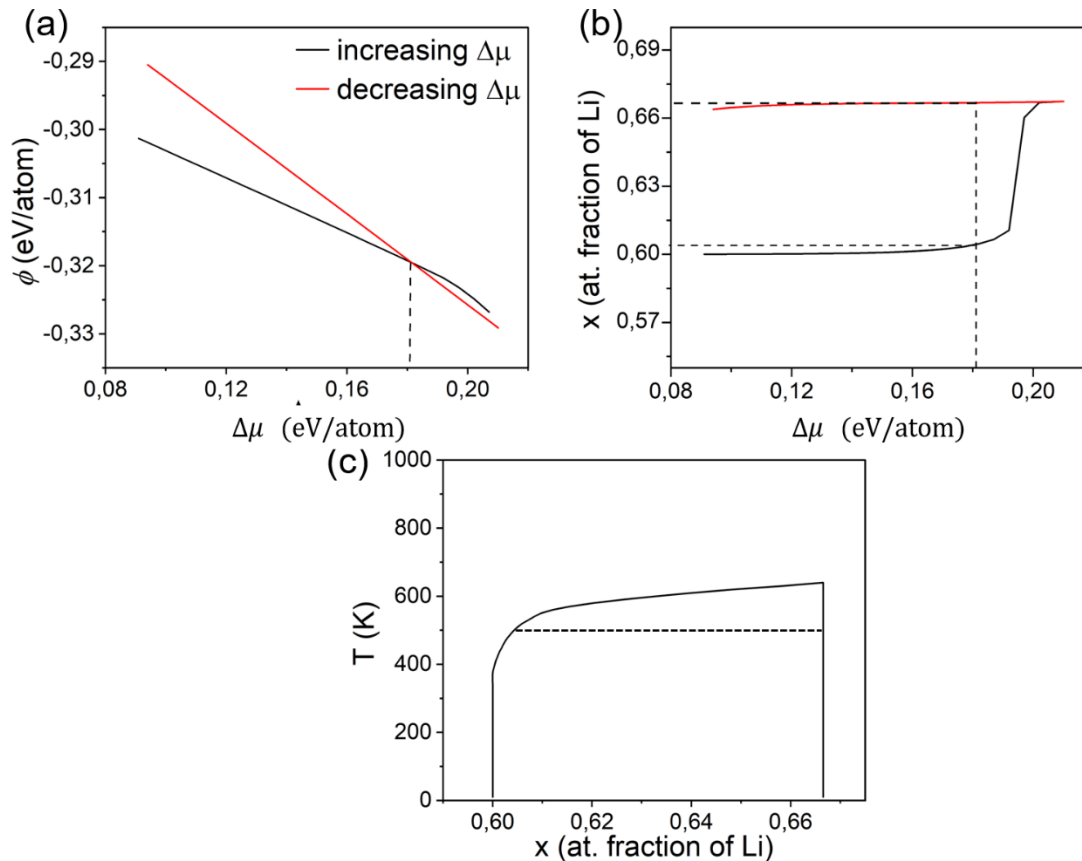 (a)
-0,29
-0,30
-0,31
-0,32
-0,33
ϕ (eV/atom)
increasing Δμ
decreasing Δμ
0,08 0,12 0,16 0,20
Δμ (eV/atom)
(b)
0,69
0,66
0,63
0,60
0,57
x (at. fraction of Li)
0,08 0,12 0,16 0,20
Δμ (eV/atom)
(c)
1000
800
600
400
200
0
T (K)
0,60 0,62 0,64 0,66
x (at. fraction of Li)